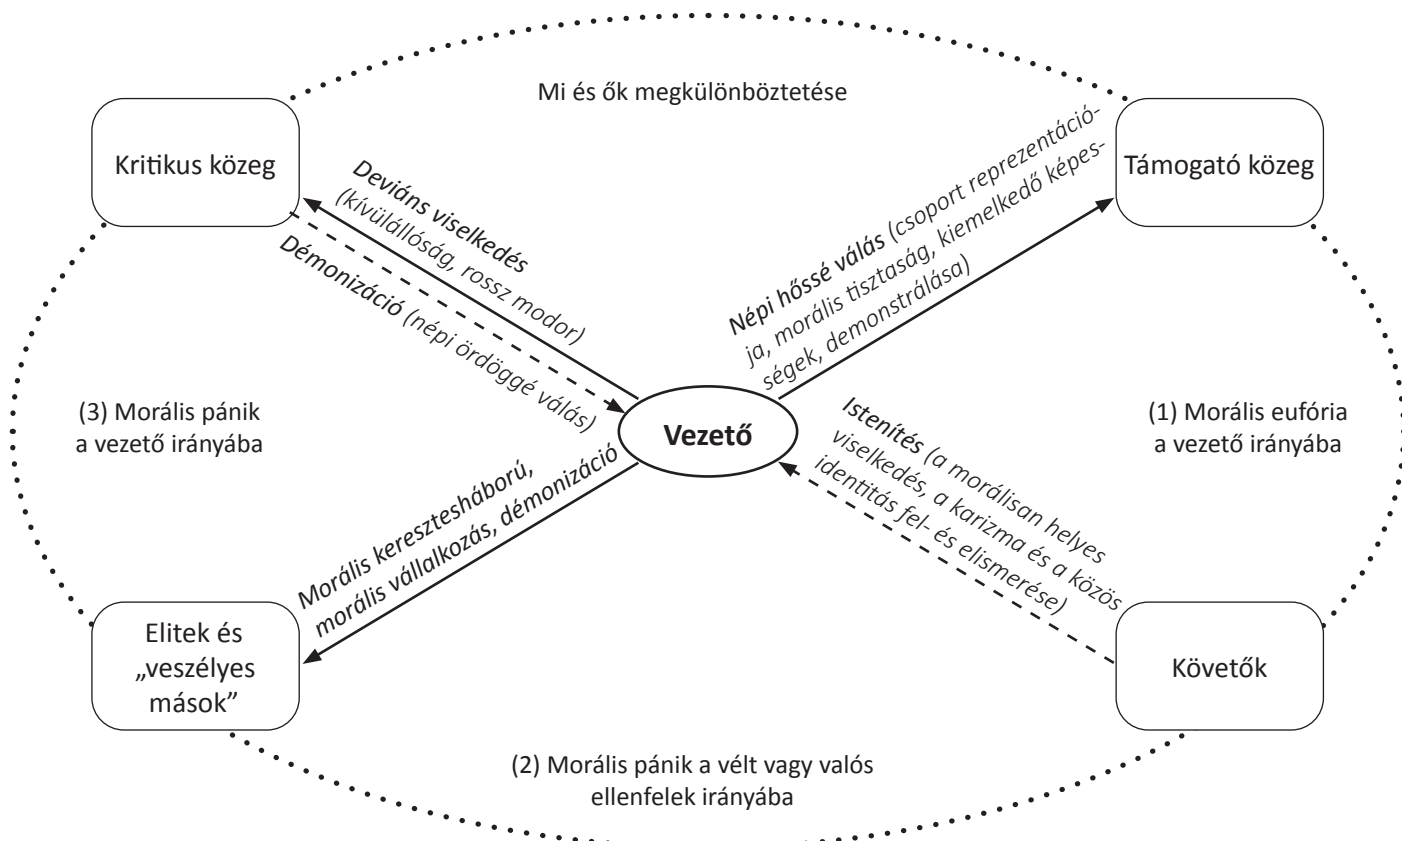 Mi és ők megkülönböztetése
Kritikus közeg
Támogató közeg
Deviáns viselkedés
(kívülállóság, rossz modor)
Démonizáció (népi ördöggé válás)
Népi hőssé válás (csoport reprezentáció-
ja, morális tisztaság, kiemelkedő képes-
ségek, demonstrálása)
(3) Morális pánik
a vezető irányába
Vezető
(1) Morális eufória
a vezető irányába
Morális keresztesháború,
morális vállalkozás, démonizáció
Istenítés (a morálisan helyes
viselkedés, a karizma és a közös
identitás fel- és elismerése)
Elitek és
„veszélyes
mások”
Követők
(2) Morális pánik a vélt vagy valós
ellenfelek irányába